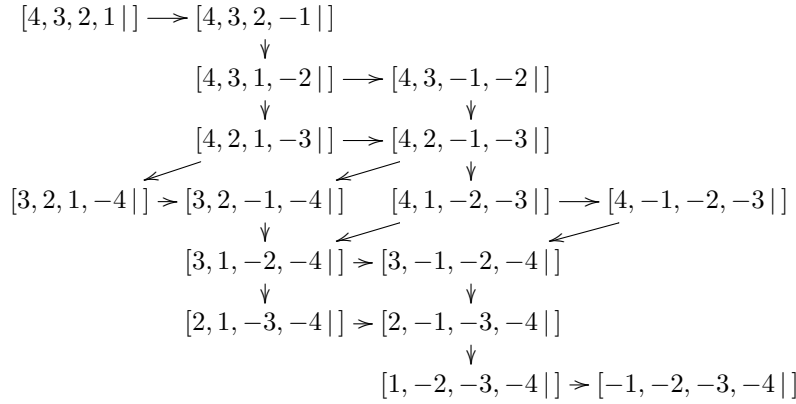 [4, 3, 2, 1 | ] [4, 3, 2, −1 | ]
[4, 3, 1, −2 | ] [4, 3, −1, −2 | ]
[4, 2, 1, −3 | ] [4, 2, −1, −3 | ]
[3, 2, 1, −4 | ] [3, 2, −1, −4 | ] [4, 1, −2, −3 | ] [4, −1, −2, −3 | ]
[3, 1, −2, −4 | ] [3, −1, −2, −4 | ]
[2, 1, −3, −4 | ] [2, −1, −3, −4 | ]
[1, −2, −3, −4 | ] [−1, −2, −3, −4 | ]